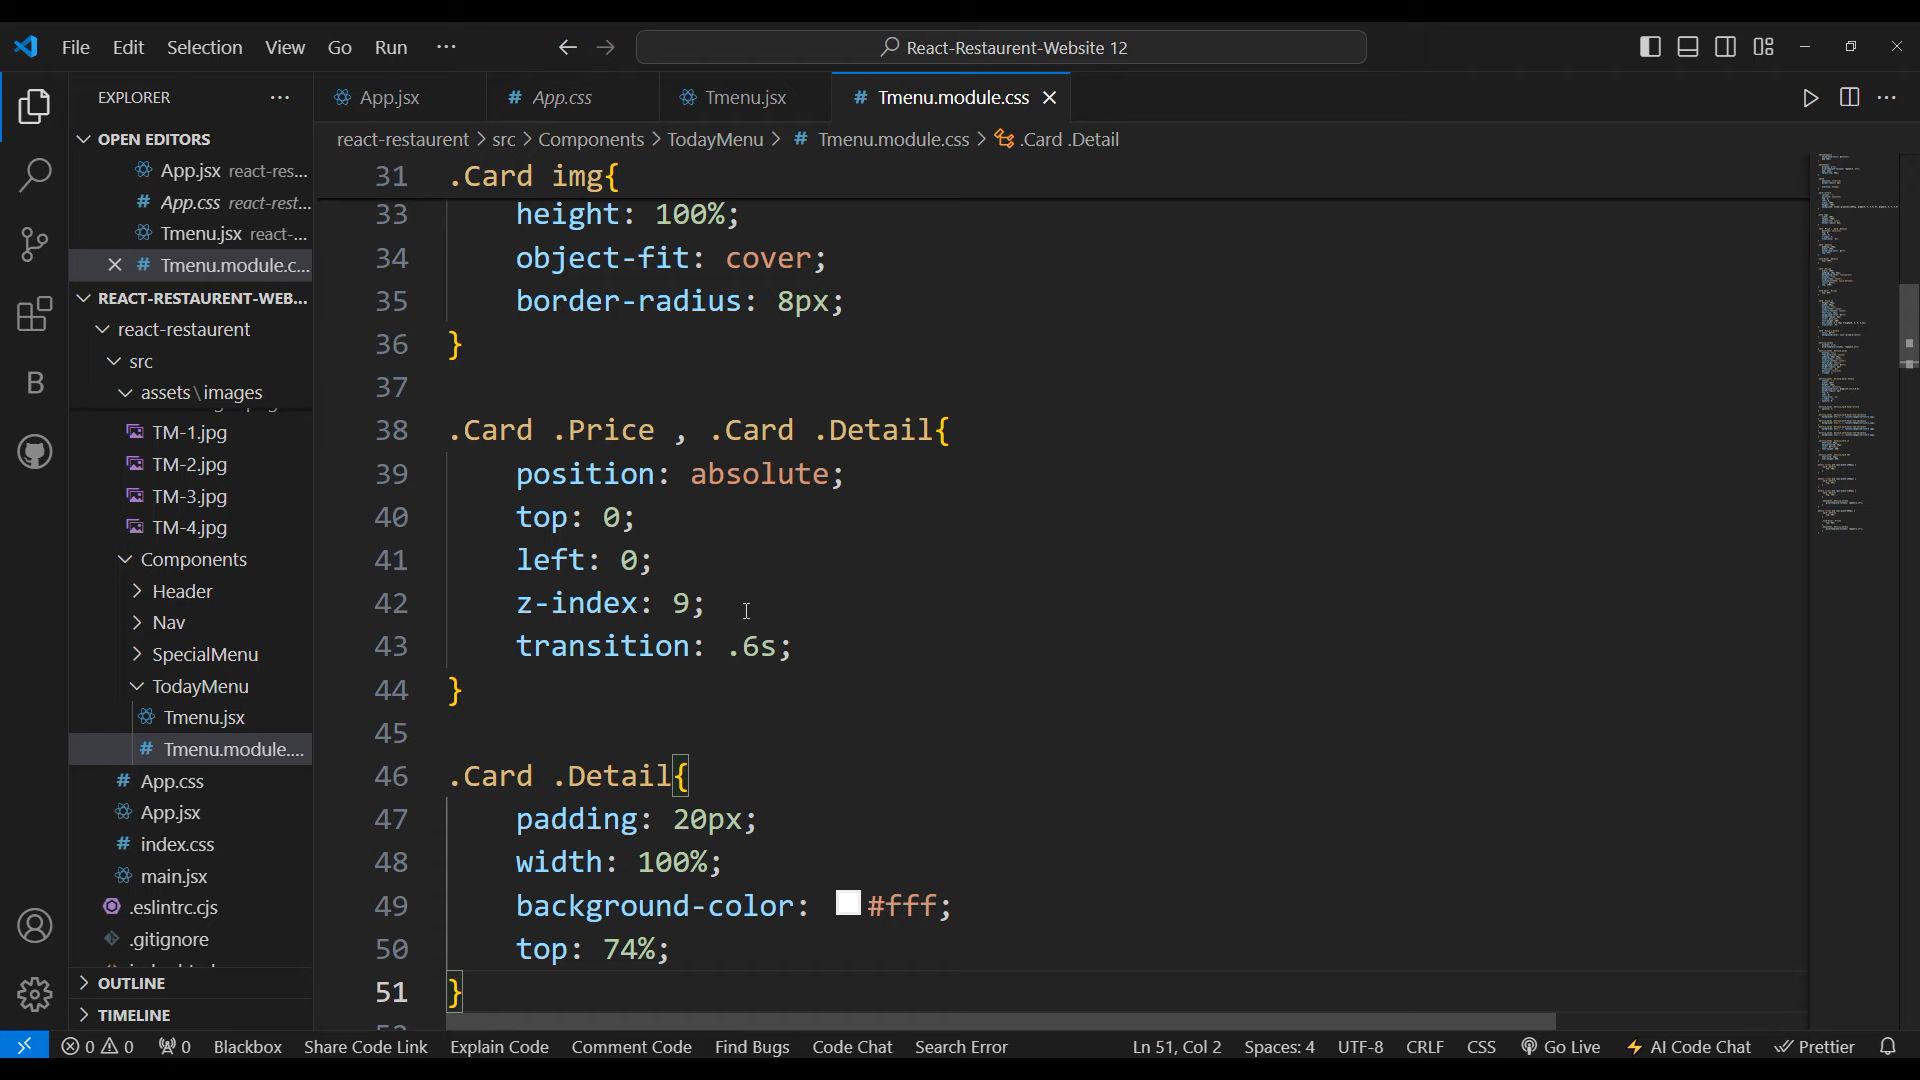 File Edit Selection View Go Run ··· React-Restaurent-Website 12
EXPLORER ···
OPEN EDITORS
App.jsx react-res...
App.css react-rest...
Tmenu.jsx react-...
Tmenu.module.c...
REACT-RESTAURENT-WEB...
react-restaurent
src
assets\images
TM-1.jpg
TM-2.jpg
TM-3.jpg
TM-4.jpg
Components
Header
Nav
SpecialMenu
TodayMenu
Tmenu.jsx
Tmenu.module....
App.css
App.jsx
index.css
main.jsx
.eslintrc.cjs
.gitignore
OUTLINE
TIMELINE
App.jsx # App.css Tmenu.jsx # Tmenu.module.css
react-restaurent > src > Components > TodayMenu > # Tmenu.module.css > .Card .Detail
31 .Card img{
33 height: 100%;
34 object-fit: cover;
35 border-radius: 8px;
36 }
37
38 .Card .Price , .Card .Detail{
39 position: absolute;
40 top: 0;
41 left: 0;
42 z-index: 9;
43 transition: .6s;
44 }
45
46 .Card .Detail{
47 padding: 20px;
48 width: 100%;
49 background-color: #fff;
50 top: 74%;
51 }
0 0 0 Blackbox Share Code Link Explain Code Comment Code Find Bugs Code Chat Search Error Ln 51, Col 2 Spaces: 4 UTF-8 CRLF CSS Go Live AI Code Chat Prettier